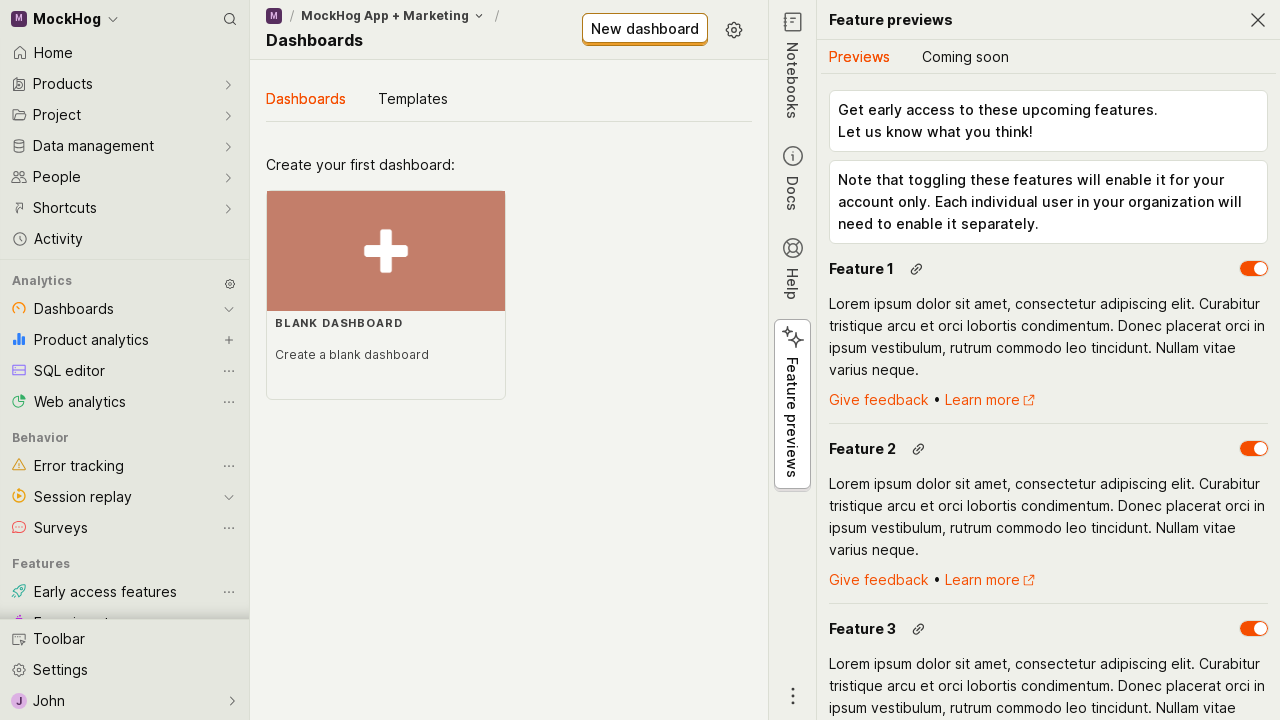 M MockHog
Home
Products
Project
Data management
People
Shortcuts
Activity
Analytics
Dashboards
Product analytics
SQL editor
Web analytics
Behavior
Error tracking
Session replay
Surveys
Features
Early access features
Toolbar
Settings
J John
M / MockHog App + Marketing /
Dashboards
New dashboard
Dashboards
Templates
Create your first dashboard:
BLANK DASHBOARD
Create a blank dashboard
Notebooks
Docs
Help
Feature previews
Feature previews
Previews
Coming soon
Get early access to these upcoming features.
Let us know what you think!
Note that toggling these features will enable it for your
account only. Each individual user in your organization will
need to enable it separately.
Feature 1
Lorem ipsum dolor sit amet, consectetur adipiscing elit. Curabitur
tristique arcu et orci lobortis condimentum. Donec placerat orci in
ipsum vestibulum, rutrum commodo leo tincidunt. Nullam vitae
varius neque.
Give feedback • Learn more
Feature 2
Lorem ipsum dolor sit amet, consectetur adipiscing elit. Curabitur
tristique arcu et orci lobortis condimentum. Donec placerat orci in
ipsum vestibulum, rutrum commodo leo tincidunt. Nullam vitae
varius neque.
Give feedback • Learn more
Feature 3
Lorem ipsum dolor sit amet, consectetur adipiscing elit. Curabitur
tristique arcu et orci lobortis condimentum. Donec placerat orci in
ipsum vestibulum, rutrum commodo leo tincidunt. Nullam vitae